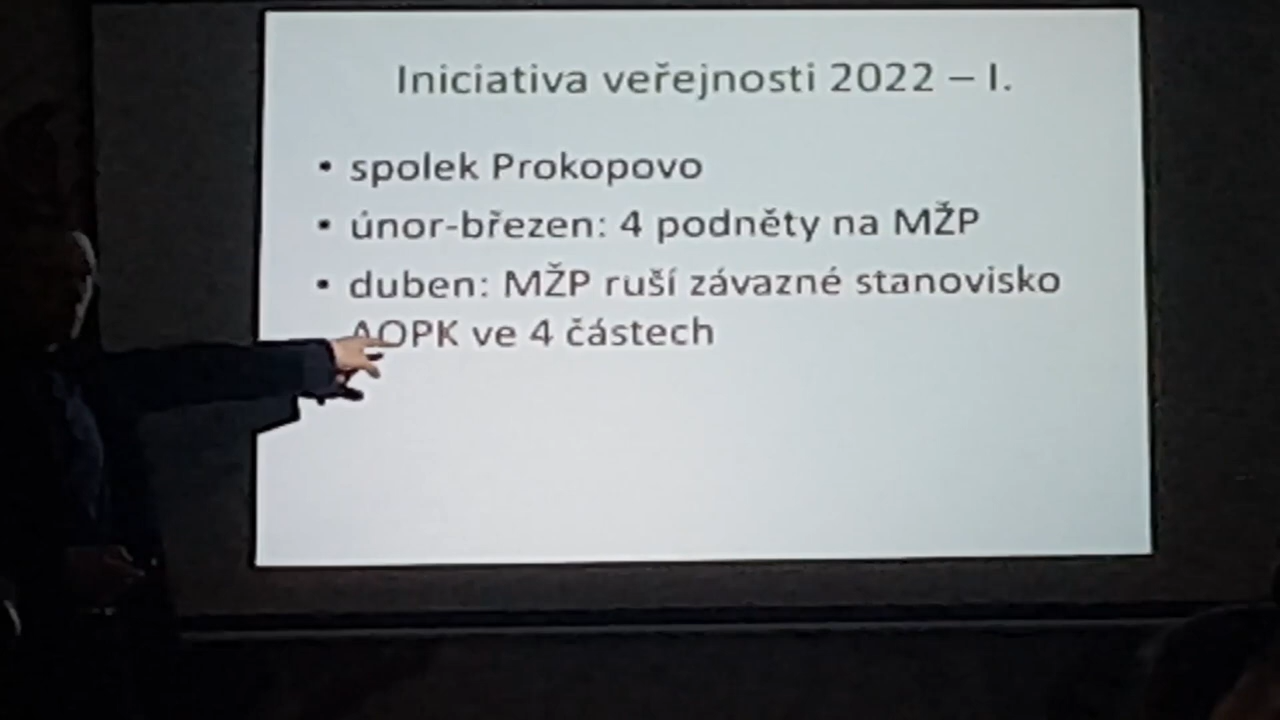 Iniciativa veřejnosti 2022 – I.
• spolek Prokopovo
• únor-březen: 4 podněty na MŽP
• duben: MŽP ruší závazné stanovisko
AOPK ve 4 částech